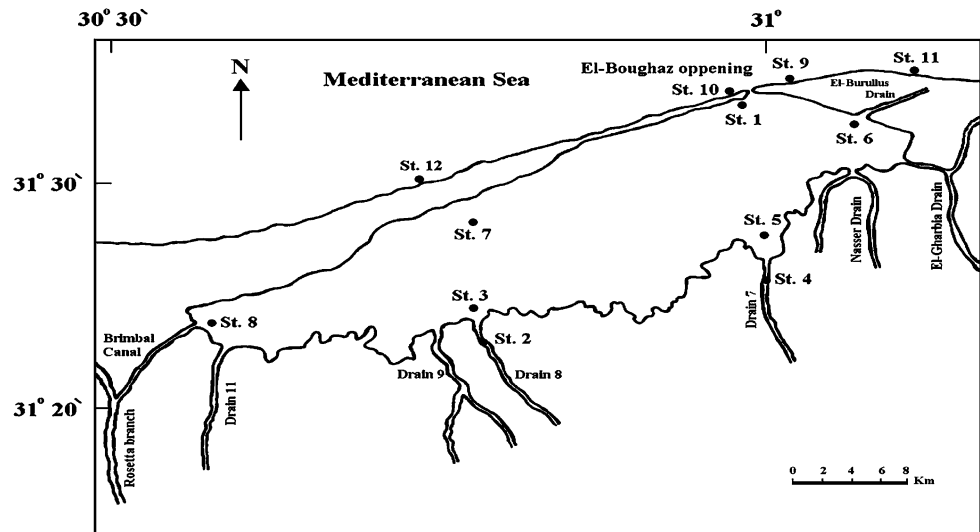 30° 30`
31°
N
Mediterranean Sea
El-Boughaz oppening
St. 9
St. 11
St. 10
El-Burullus
Drain
St. 1
St. 6
St. 12
31° 30`
St. 7
St. 5
Nasser Drain
El-Gharbia Drain
St. 4
St. 3
Drain 7
St. 8
St. 2
Brimbal
Canal
Drain 9
Drain 8
Drain 11
31° 20`
Rosetta branch
0 2 4 6 8
Km